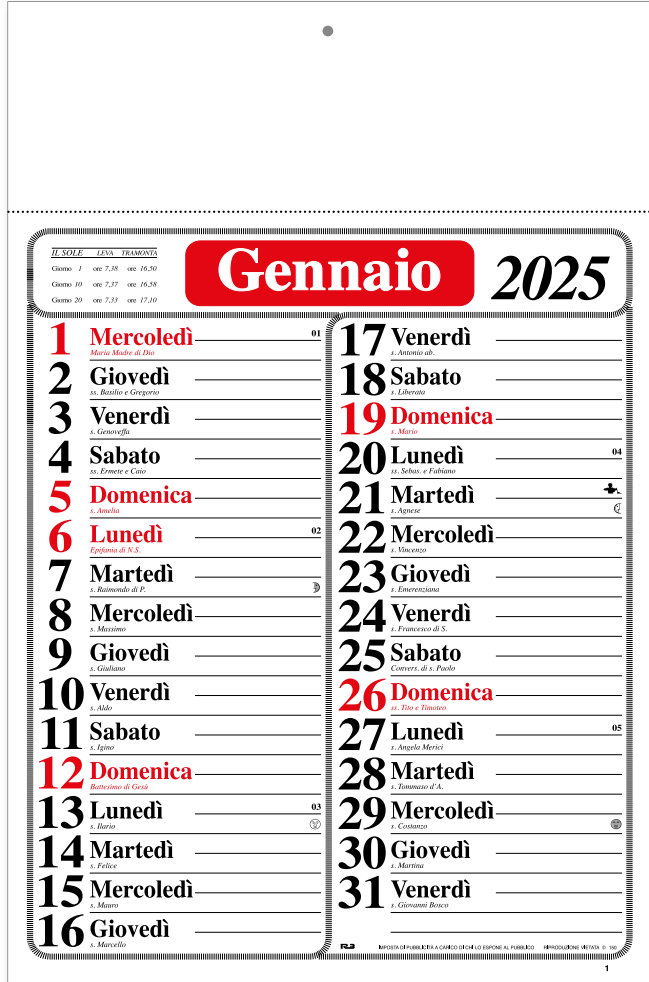 IL SOLE LEVA TRAMONTA
Giorno 1 ore 7,38 ore 16,50
Giorno 10 ore 7,37 ore 16,58
Giorno 20 ore 7,33 ore 17,10
Gennaio 2025
1 Mercoledì 01
Maria Madre di Dio
2 Giovedì
ss. Basilio e Gregorio
3 Venerdì
s. Genoveffa
4 Sabato
ss. Ermete e Caio
5 Domenica
s. Amelia
6 Lunedì 02
Epifania di N.S.
7 Martedì
s. Raimondo di P.
8 Mercoledì
s. Massimo
9 Giovedì
s. Giuliano
10 Venerdì
s. Aldo
11 Sabato
s. Igino
12 Domenica
Battesimo di Gesù
13 Lunedì 03
s. Ilario
14 Martedì
s. Felice
15 Mercoledì
s. Mauro
16 Giovedì
s. Marcello
17 Venerdì
s. Antonio ab.
18 Sabato
s. Liberata
19 Domenica
s. Mario
20 Lunedì 04
ss. Sebas. e Fabiano
21 Martedì
s. Agnese
22 Mercoledì
s. Vincenzo
23 Giovedì
s. Emerenziana
24 Venerdì
s. Francesco di S.
25 Sabato
Convers. di s. Paolo
26 Domenica
ss. Tito e Timoteo
27 Lunedì 05
s. Angela Merici
28 Martedì
s. Tommaso d'A.
29 Mercoledì
s. Costanzo
30 Giovedì
s. Martina
31 Venerdì
s. Giovanni Bosco
IMPOSTA DI PUBBLICITÀ A CARICO DI CHI LO ESPONE AL PUBBLICO RIPRODUZIONE VIETATA © 150
1